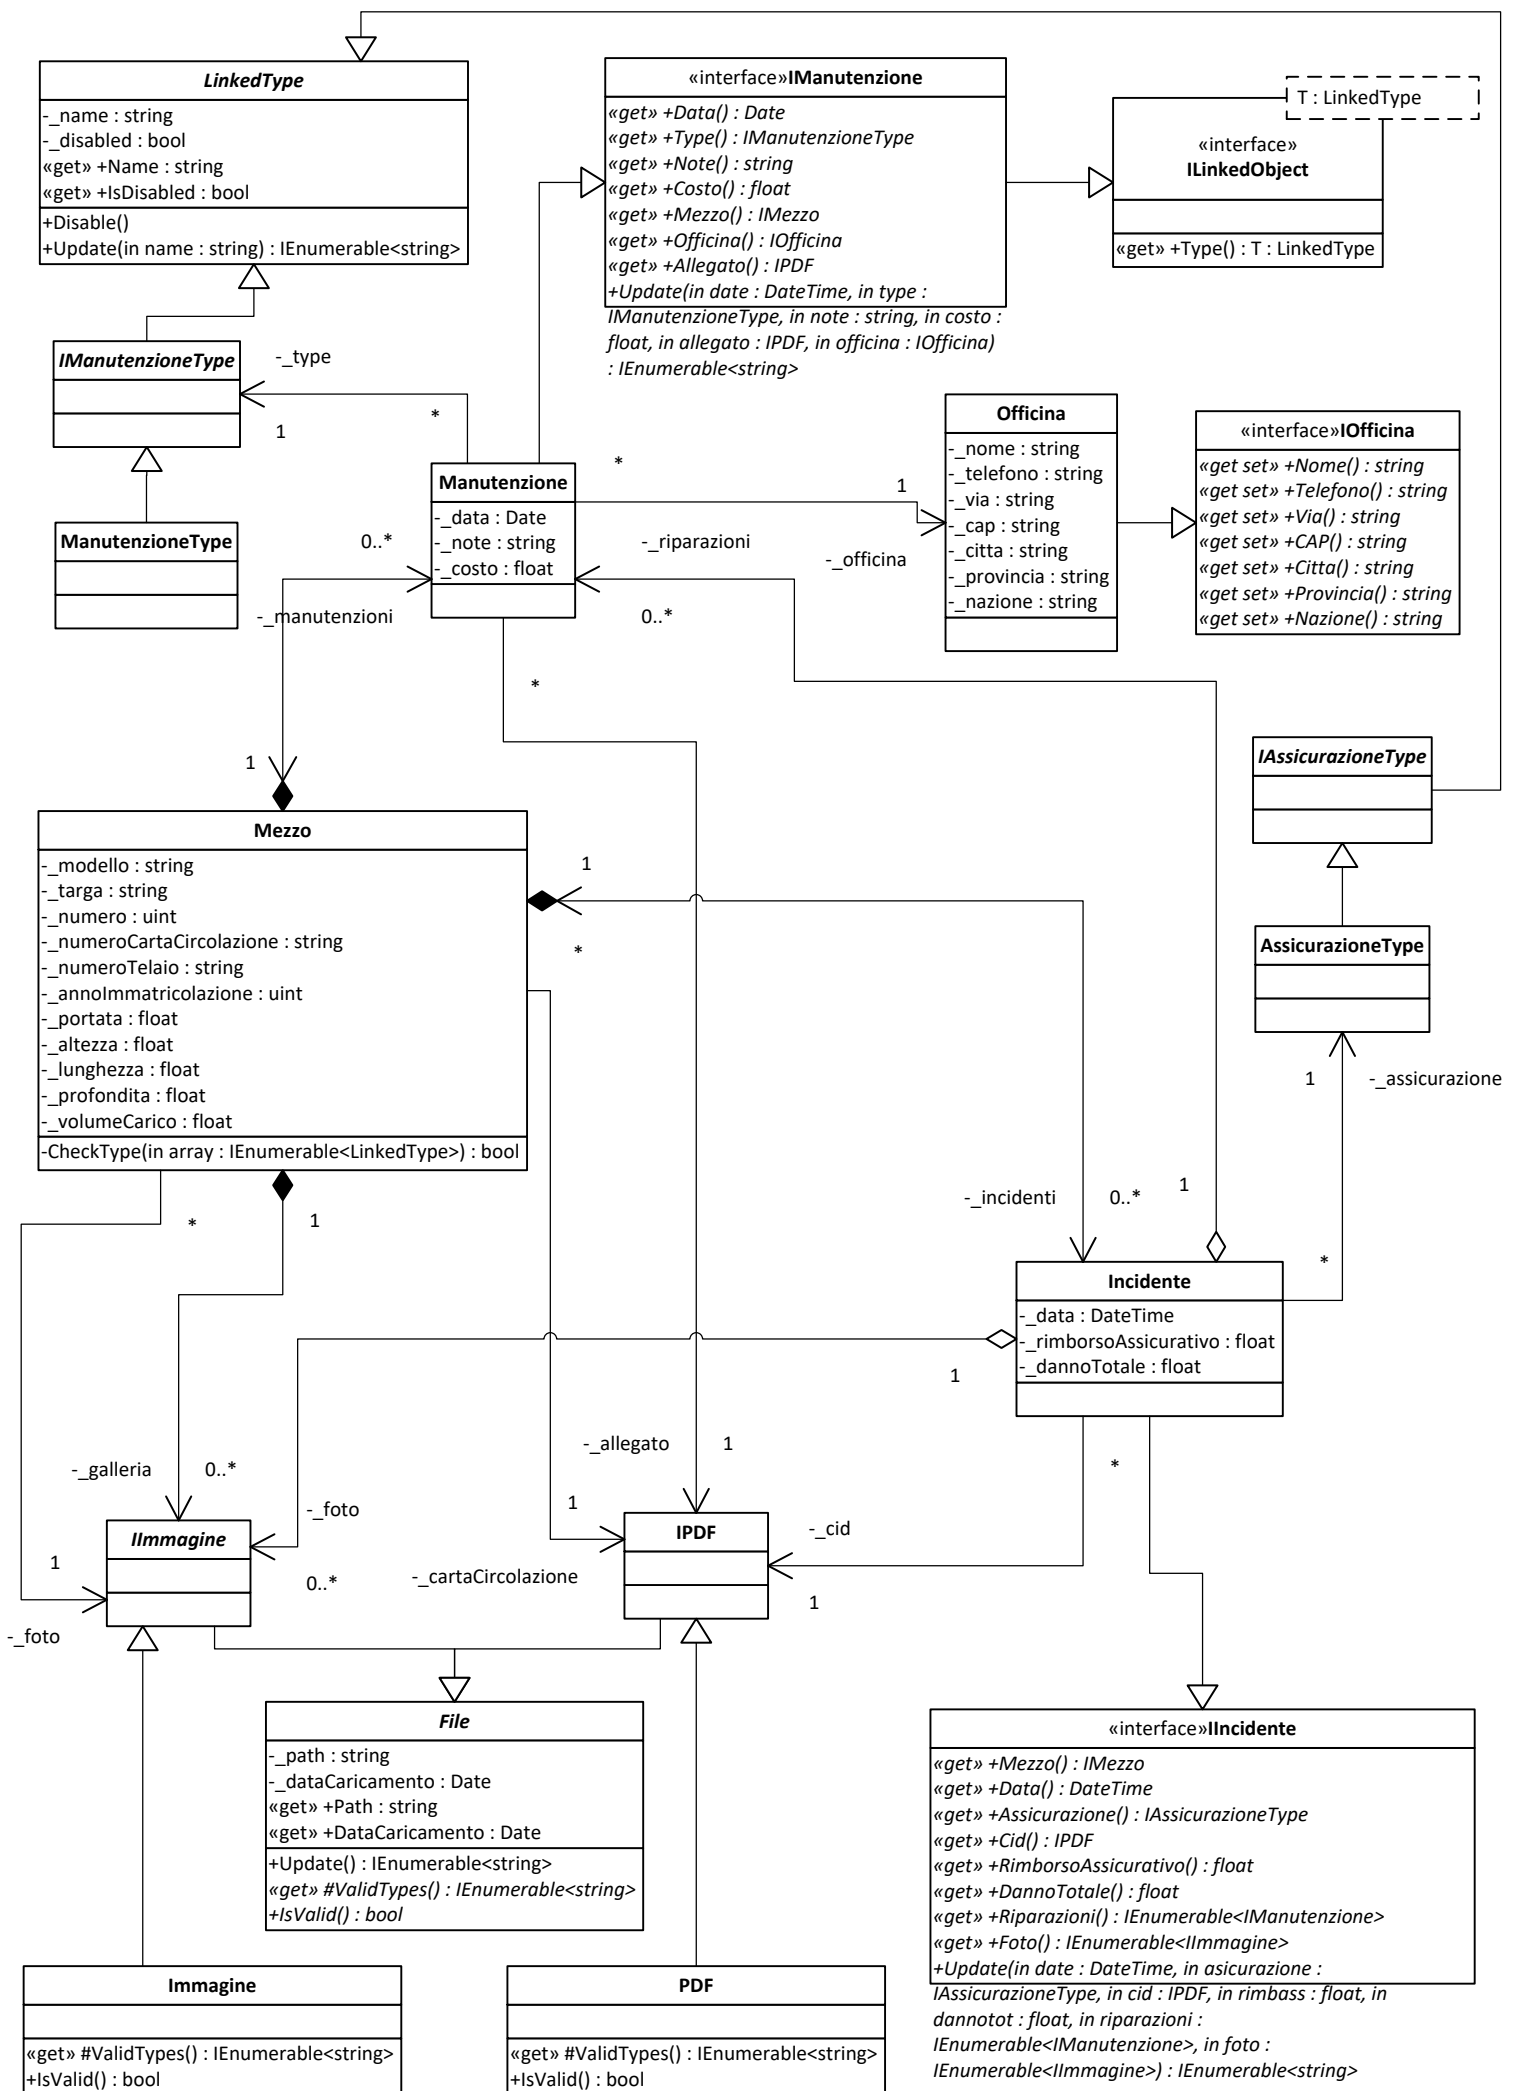 LinkedType
-_name : string
-_disabled : bool
«get» +Name : string
«get» +IsDisabled : bool
+Disable()
+Update(in name : string) : IEnumerable<string>
«interface»IManutenzione
«get» +Data() : Date
«get» +Type() : IManutenzioneType
«get» +Note() : string
«get» +Costo() : float
«get» +Mezzo() : IMezzo
«get» +Officina() : IOfficina
«get» +Allegato() : IPDF
+Update(in date : DateTime, in type :
IManutenzioneType, in note : string, in costo :
float, in allegato : IPDF, in officina : IOfficina)
: IEnumerable<string>
T : LinkedType
«interface»
ILinkedObject
«get» +Type() : T : LinkedType
IManutenzioneType
-_type
*
1
ManutenzioneType
Manutenzione
-_data : Date
-_note : string
-_costo : float
*
1
-_officina
Officina
-_nome : string
-_telefono : string
-_via : string
-_cap : string
-_citta : string
-_provincia : string
-_nazione : string
«interface»IOfficina
«get set» +Nome() : string
«get set» +Telefono() : string
«get set» +Via() : string
«get set» +CAP() : string
«get set» +Citta() : string
«get set» +Provincia() : string
«get set» +Nazione() : string
0..*
-_manutenzioni
-_riparazioni
0..*
*
1
IAssicurazioneType
Mezzo
-_modello : string
-_targa : string
-_numero : uint
-_numeroCartaCircolazione : string
-_numeroTelaio : string
-_annoImmatricolazione : uint
-_portata : float
-_altezza : float
-_lunghezza : float
-_profondita : float
-_volumeCarico : float
-CheckType(in array : IEnumerable<LinkedType>) : bool
1
*
AssicurazioneType
1
-_assicurazione
-_incidenti
0..*
1
*
*
1
Incidente
-_data : DateTime
-_rimborsoAssicurativo : float
-_dannoTotale : float
1
*
-_galleria
0..*
-_foto
0..*
-_allegato
1
1
-_cartaCircolazione
-_cid
1
IImmagine
1
-_foto
IPDF
File
-_path : string
-_dataCaricamento : Date
«get» +Path : string
«get» +DataCaricamento : Date
+Update() : IEnumerable<string>
«get» #ValidTypes() : IEnumerable<string>
+IsValid() : bool
«interface»IIncidente
«get» +Mezzo() : IMezzo
«get» +Data() : DateTime
«get» +Assicurazione() : IAssicurazioneType
«get» +Cid() : IPDF
«get» +RimborsoAssicurativo() : float
«get» +DannoTotale() : float
«get» +Riparazioni() : IEnumerable<IManutenzione>
«get» +Foto() : IEnumerable<IImmagine>
+Update(in date : DateTime, in asicurazione :
IAssicurazioneType, in cid : IPDF, in rimbass : float, in
dannotot : float, in riparazioni :
IEnumerable<IManutenzione>, in foto :
IEnumerable<IImmagine>) : IEnumerable<string>
Immagine
«get» #ValidTypes() : IEnumerable<string>
+IsValid() : bool
PDF
«get» #ValidTypes() : IEnumerable<string>
+IsValid() : bool